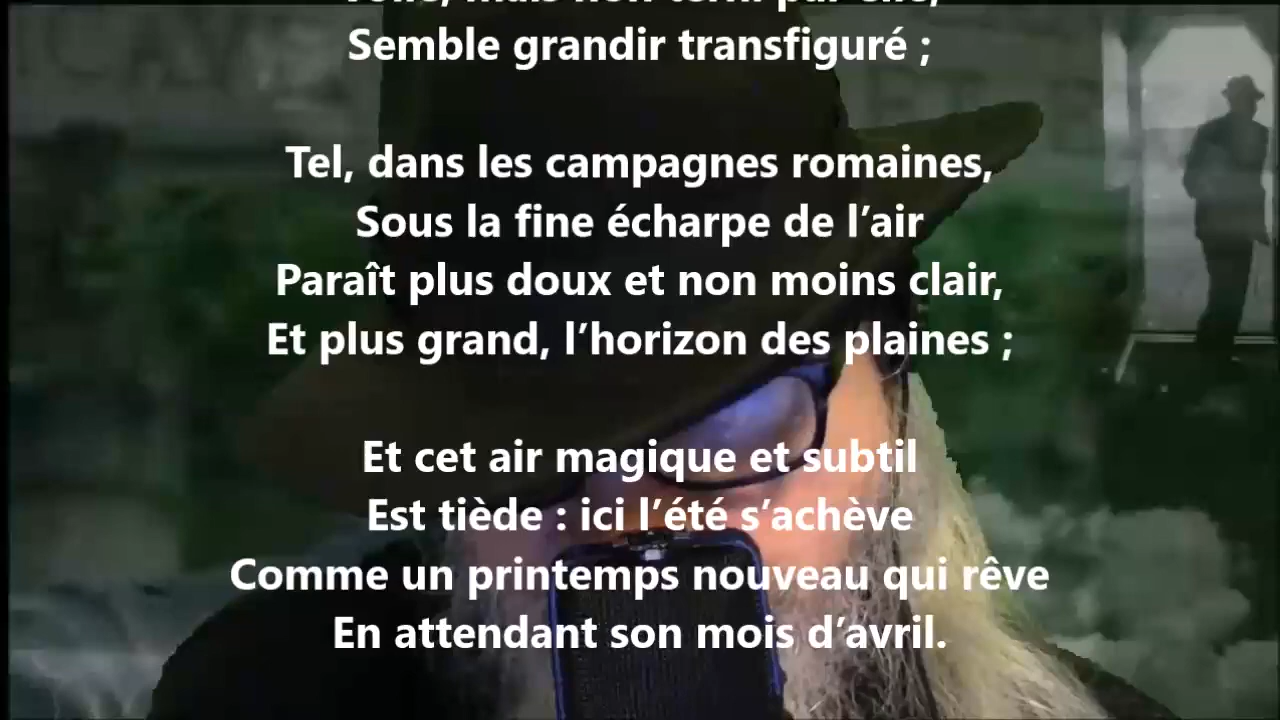 Semble grandir transfiguré ;
Tel, dans les campagnes romaines,
Sous la fine écharpe de l’air
Paraît plus doux et non moins clair,
Et plus grand, l’horizon des plaines ;
Et cet air magique et subtil
Est tiède : ici l’été s’achève
Comme un printemps nouveau qui rêve
En attendant son mois d’avril.